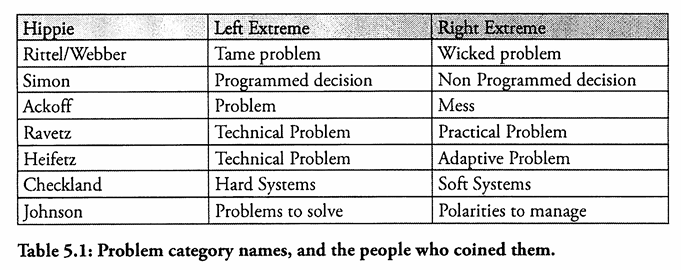 Hippie Left Extreme Right Extreme
Rittel/Webber Tame problem Wicked problem
Simon Programmed decision Non Programmed decision
Ackoff Problem Mess
Ravetz Technical Problem Practical Problem
Heifetz Technical Problem Adaptive Problem
Checkland Hard Systems Soft Systems
Johnson Problems to solve Polarities to manage
Table 5.1: Problem category names, and the people who coined them.